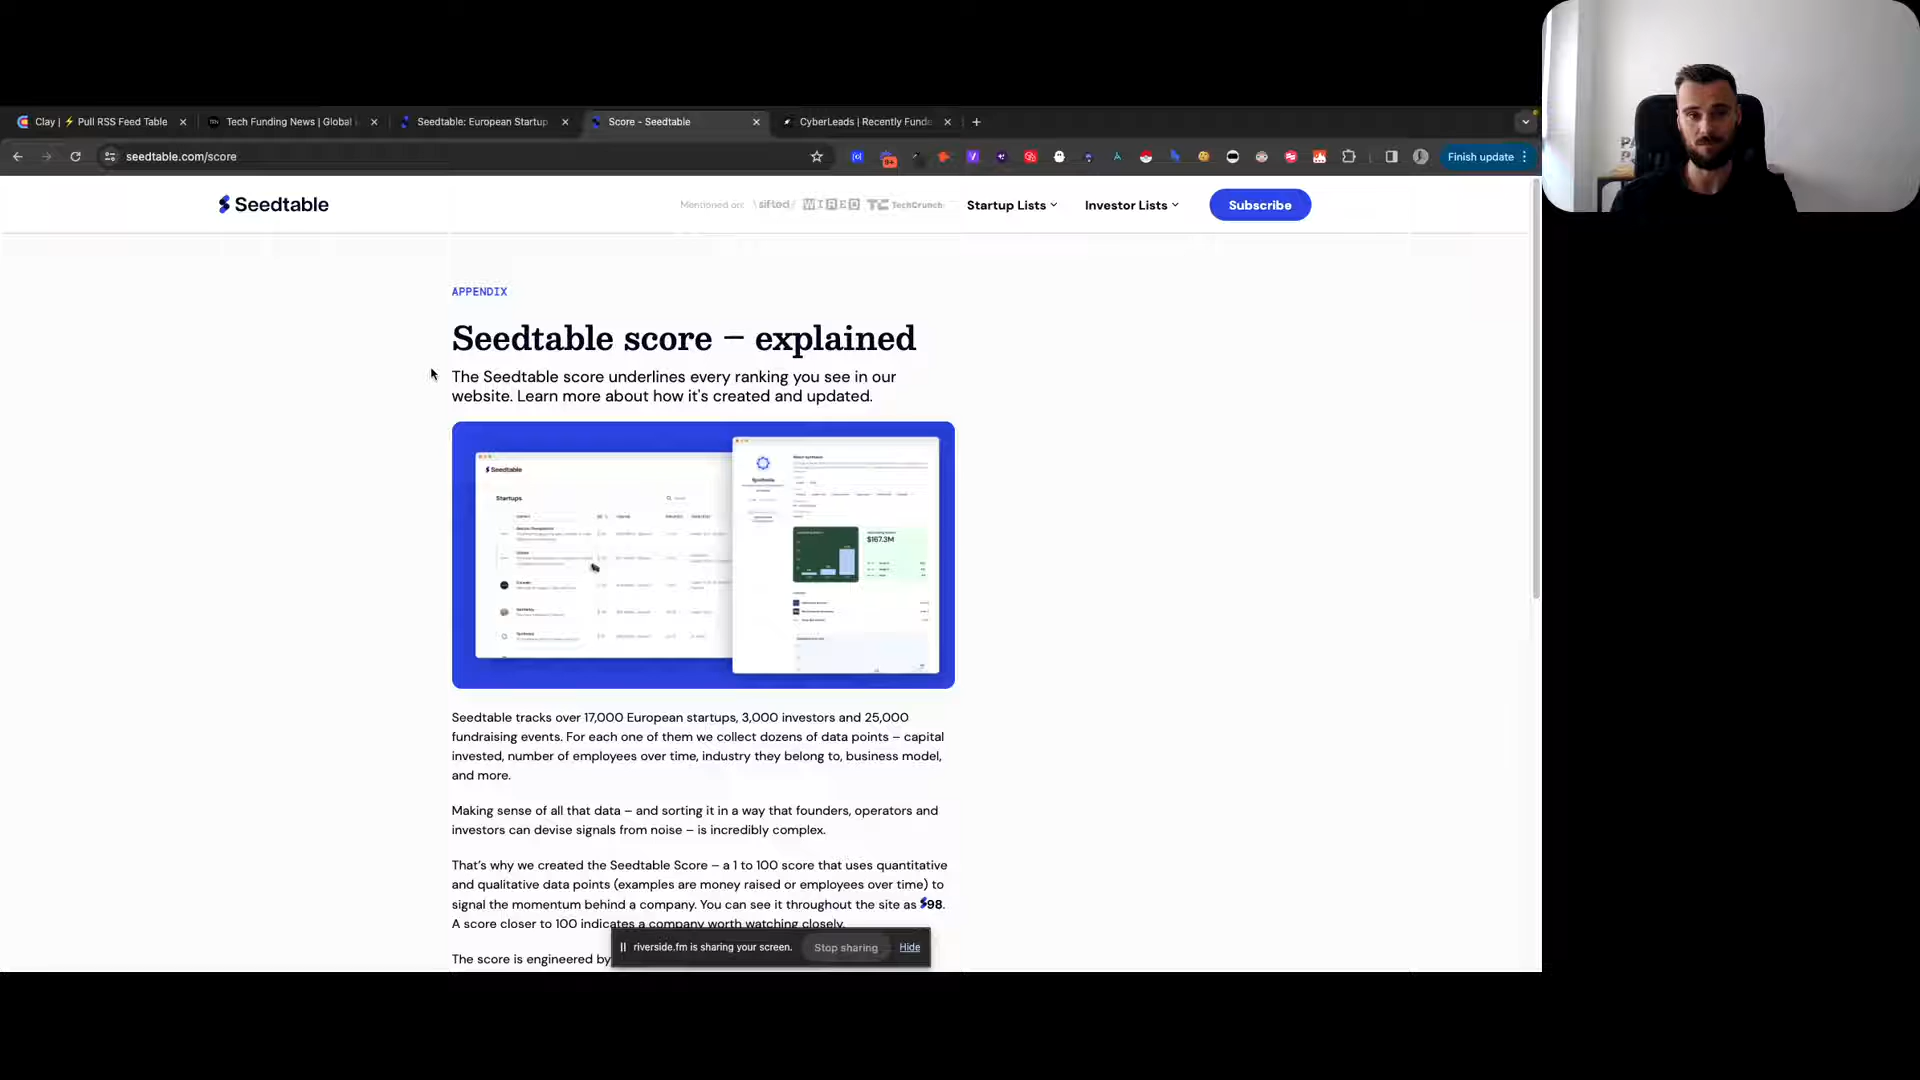 Clay | ⚡ Pull RSS Feed Table
Tech Funding News | Global
Seedtable: European Startup
Score - Seedtable
CyberLeads | Recently Funde
seedtable.com/score
9+
Finish update
Seedtable
Mentioned on:
\sifted/
WIRED
TechCrunch
Startup Lists
Investor Lists
Subscribe
APPENDIX
Seedtable score – explained
The Seedtable score underlines every ranking you see in our
website. Learn more about how it's created and updated.
Seedtable
Startups
$167.3M
Seedtable tracks over 17,000 European startups, 3,000 investors and 25,000
fundraising events. For each one of them we collect dozens of data points – capital
invested, number of employees over time, industry they belong to, business model,
and more.
Making sense of all that data – and sorting it in a way that founders, operators and
investors can devise signals from noise – is incredibly complex.
That's why we created the Seedtable Score – a 1 to 100 score that uses quantitative
and qualitative data points (examples are money raised or employees over time) to
signal the momentum behind a company. You can see it throughout the site as 98.
A score closer to 100 indicates a company worth watching closely.
The score is engineered by
riverside.fm is sharing your screen.
Stop sharing
Hide